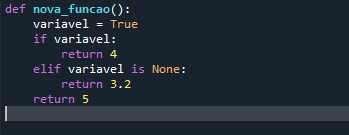 def nova_funcao():
    variavel = True
    if variavel:
        return 4
    elif variavel is None:
        return 3.2
    return 5